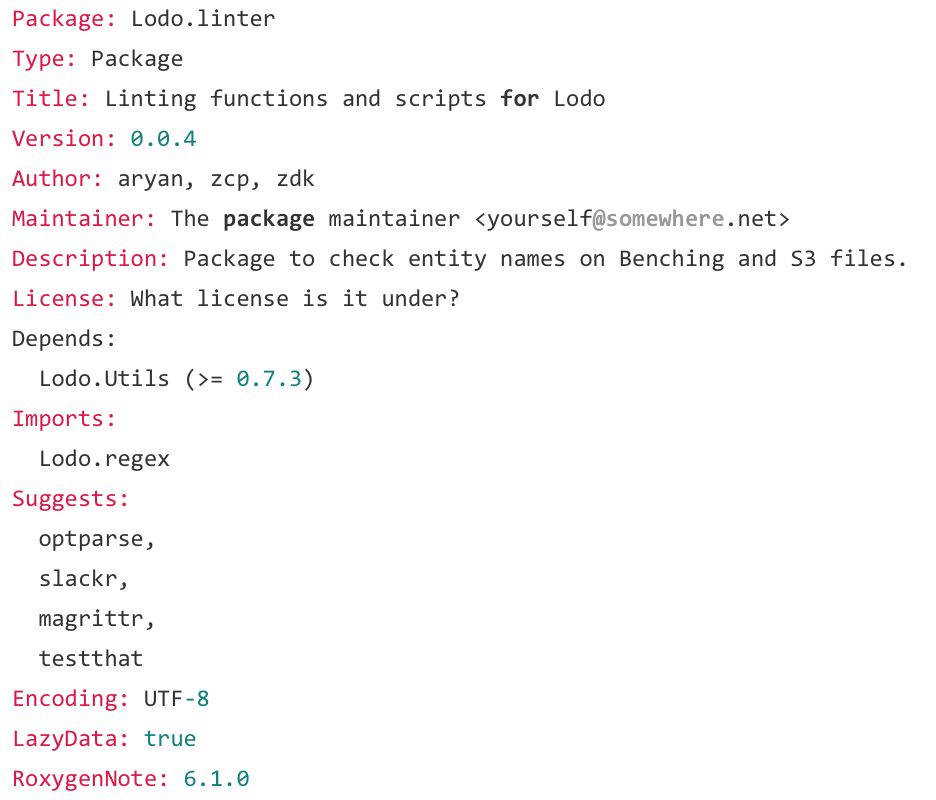 Package: Lodo.linter
Type: Package
Title: Linting functions and scripts for Lodo
Version: 0.0.4
Author: aryan, zcp, zdk
Maintainer: The package maintainer <yourself@somewhere.net>
Description: Package to check entity names on Benching and S3 files.
License: What license is it under?
Depends:
  Lodo.Utils (>= 0.7.3)
Imports:
  Lodo.regex
Suggests:
  optparse,
  slackr,
  magrittr,
  testthat
Encoding: UTF-8
LazyData: true
RoxygenNote: 6.1.0